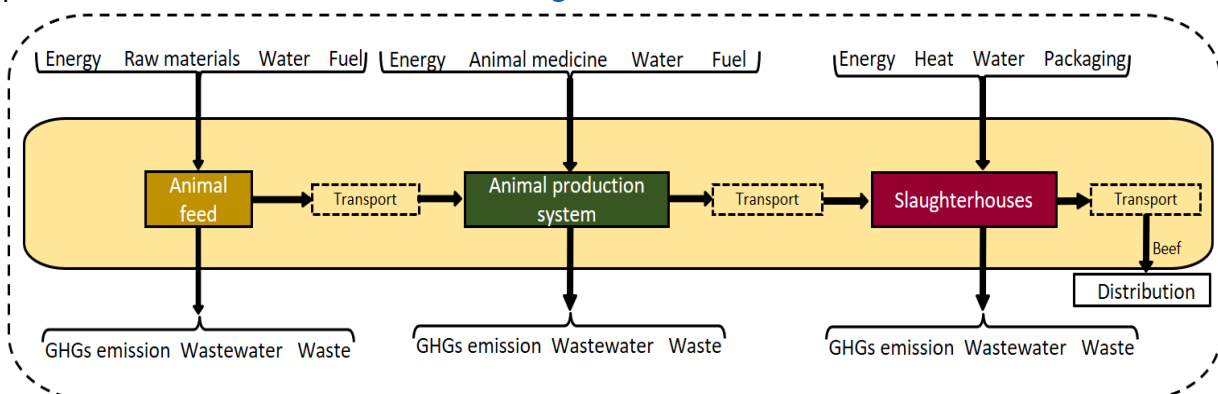 Energy Raw materials Water Fuel
Energy Animal medicine Water Fuel
Energy Heat Water Packaging
Animal
feed
Transport
Animal production
system
Transport
Slaughterhouses
Transport
Beef
Distribution
GHGs emission Wastewater Waste
GHGs emission Wastewater Waste
GHGs emission Wastewater Waste